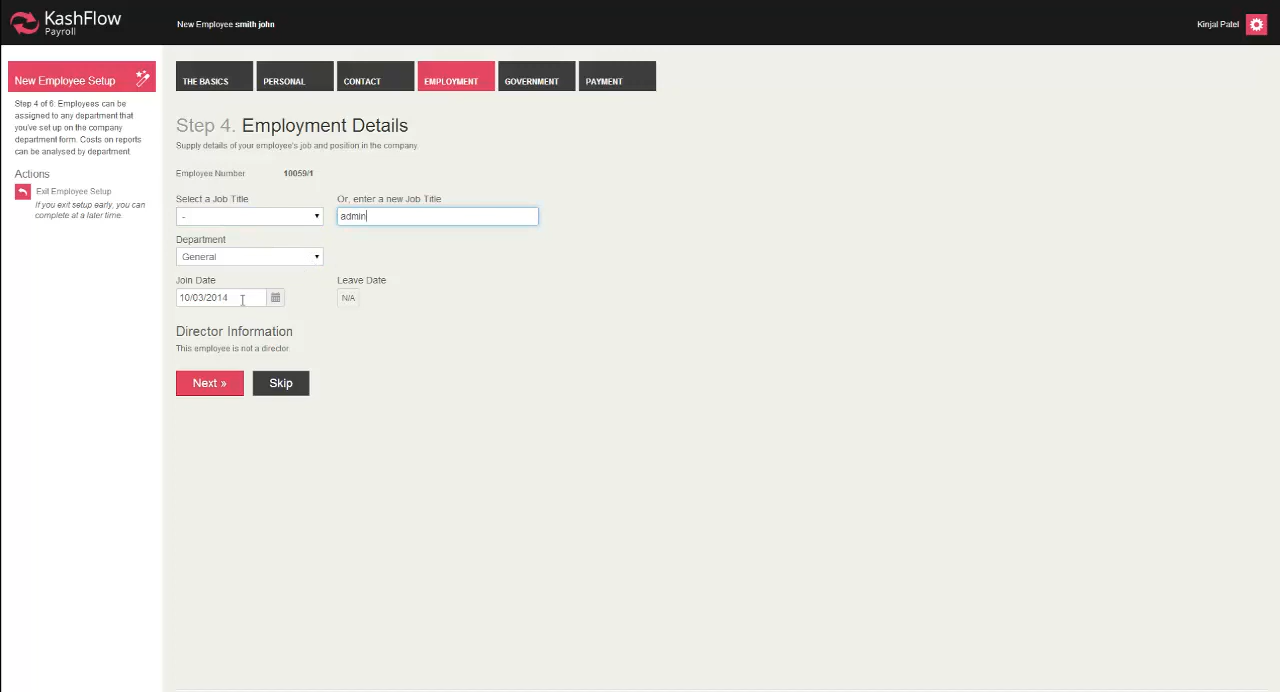 KashFlow
Payroll
New Employee smith john
Kinjal Patel
New Employee Setup
Step 4 of 6: Employees can be
assigned to any department that
you've set up on the company
department form. Costs on reports
can be analysed by department
Actions
Exit Employee Setup
If you exit setup early, you can
complete at a later time.
THE BASICS
PERSONAL
CONTACT
EMPLOYMENT
GOVERNMENT
PAYMENT
Step 4. Employment Details
Supply details of your employee's job and position in the company.
Employee Number 10059/1
Select a Job Title
Or, enter a new Job Title
-
admin
Department
General
Join Date
Leave Date
10/03/2014
N/A
Director Information
This employee is not a director
Next »
Skip